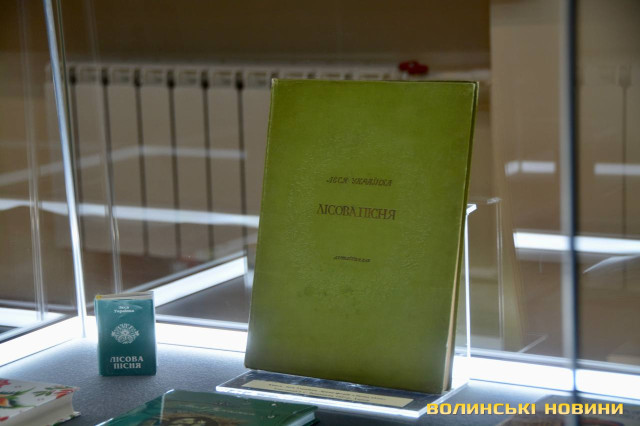 ЛЕСЯ УКРАЇНКА
ЛІСОВА ПІСНЯ
Леся
Українка
ЛІСОВА
ПІСНЯ
ВОЛИНСЬКІ НОВИНИ